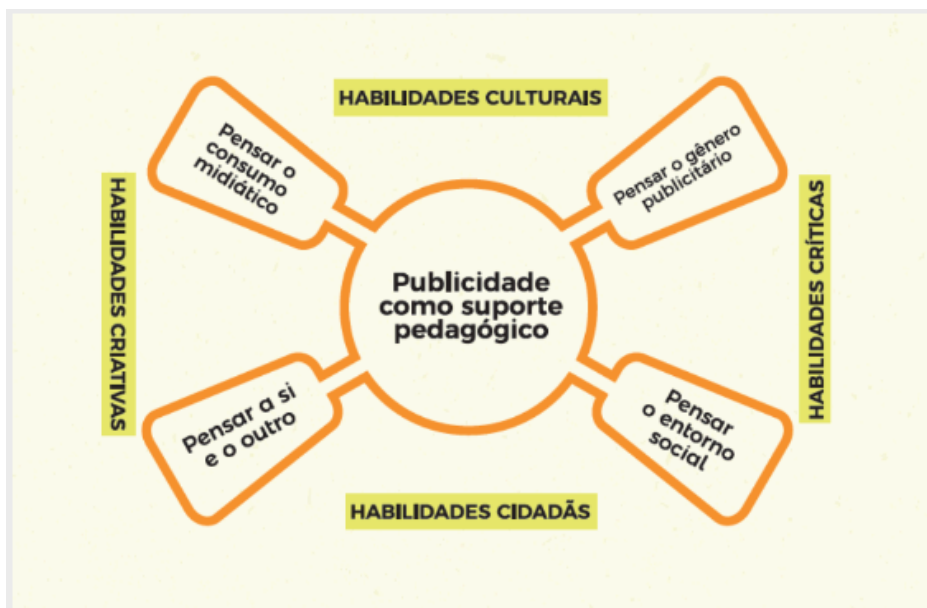 HABILIDADES CULTURAIS
Pensar o
consumo
midiático
Pensar o gênero
publicitário
HABILIDADES CRIATIVAS
Publicidade
como suporte
pedagógico
HABILIDADES CRÍTICAS
Pensar a si
e o outro
Pensar
o entorno
social
HABILIDADES CIDADÃS